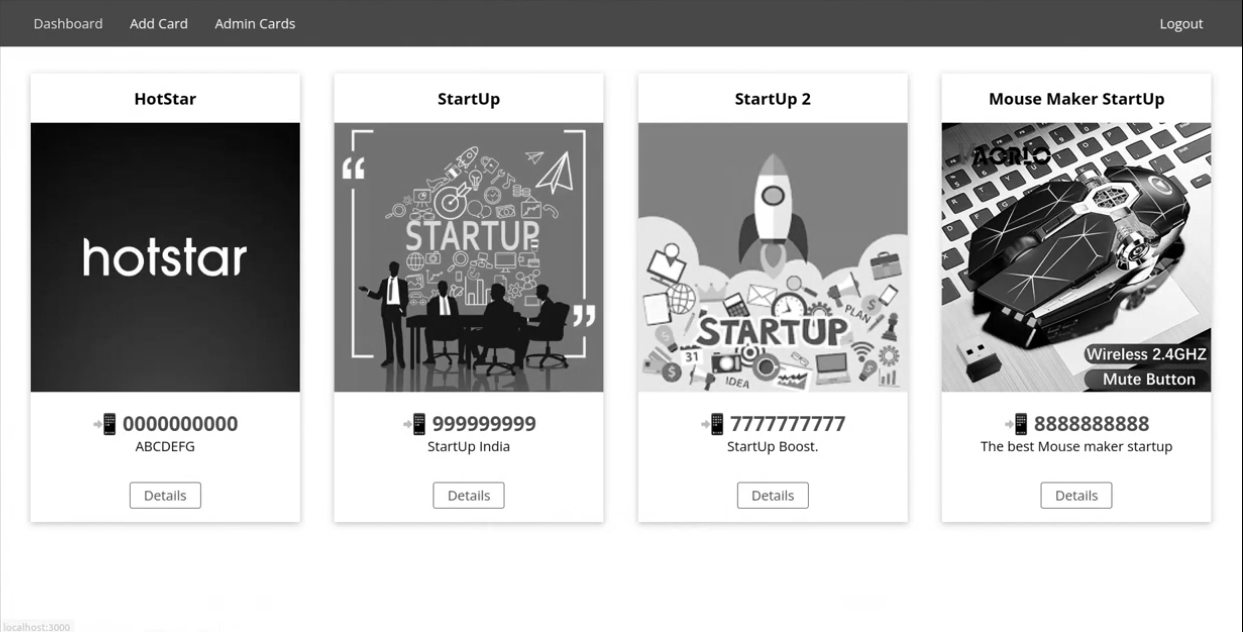 Dashboard Add Card Admin Cards Logout
HotStar
hotstar
0000000000
ABCDEFG
Details
StartUp
STARTUP
999999999
StartUp India
Details
StartUp 2
PLAN
STARTUP
31
IDEA
7777777777
StartUp Boost.
Details
Mouse Maker StartUp
AORLO
Wireless 2.4GHZ
Mute Button
8888888888
The best Mouse maker startup
Details
localhost:3000